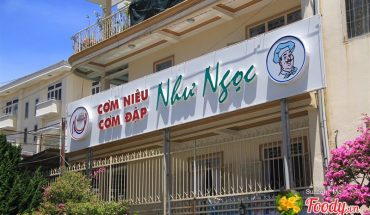 CƠM NIÊU
CƠM ĐẬP
Như Ngọc
Foody.vn